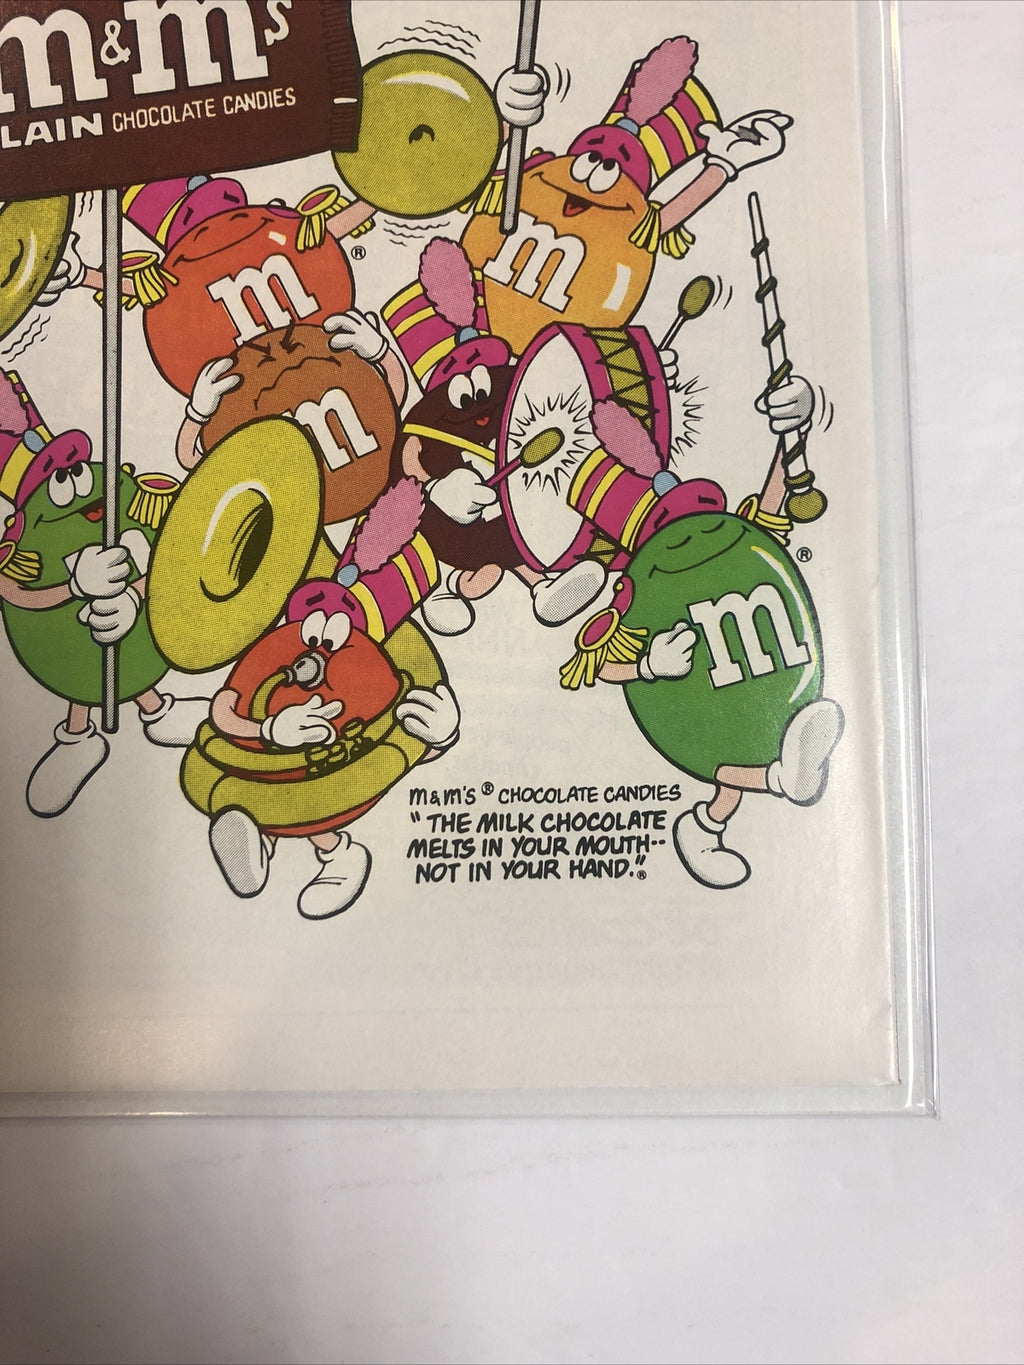 m&m's
LAIN CHOCOLATE CANDIES
m
®
m
m
m
®
m&m's® CHOCOLATE CANDIES
"THE MILK CHOCOLATE
MELTS IN YOUR MOUTH--
NOT IN YOUR HAND."®